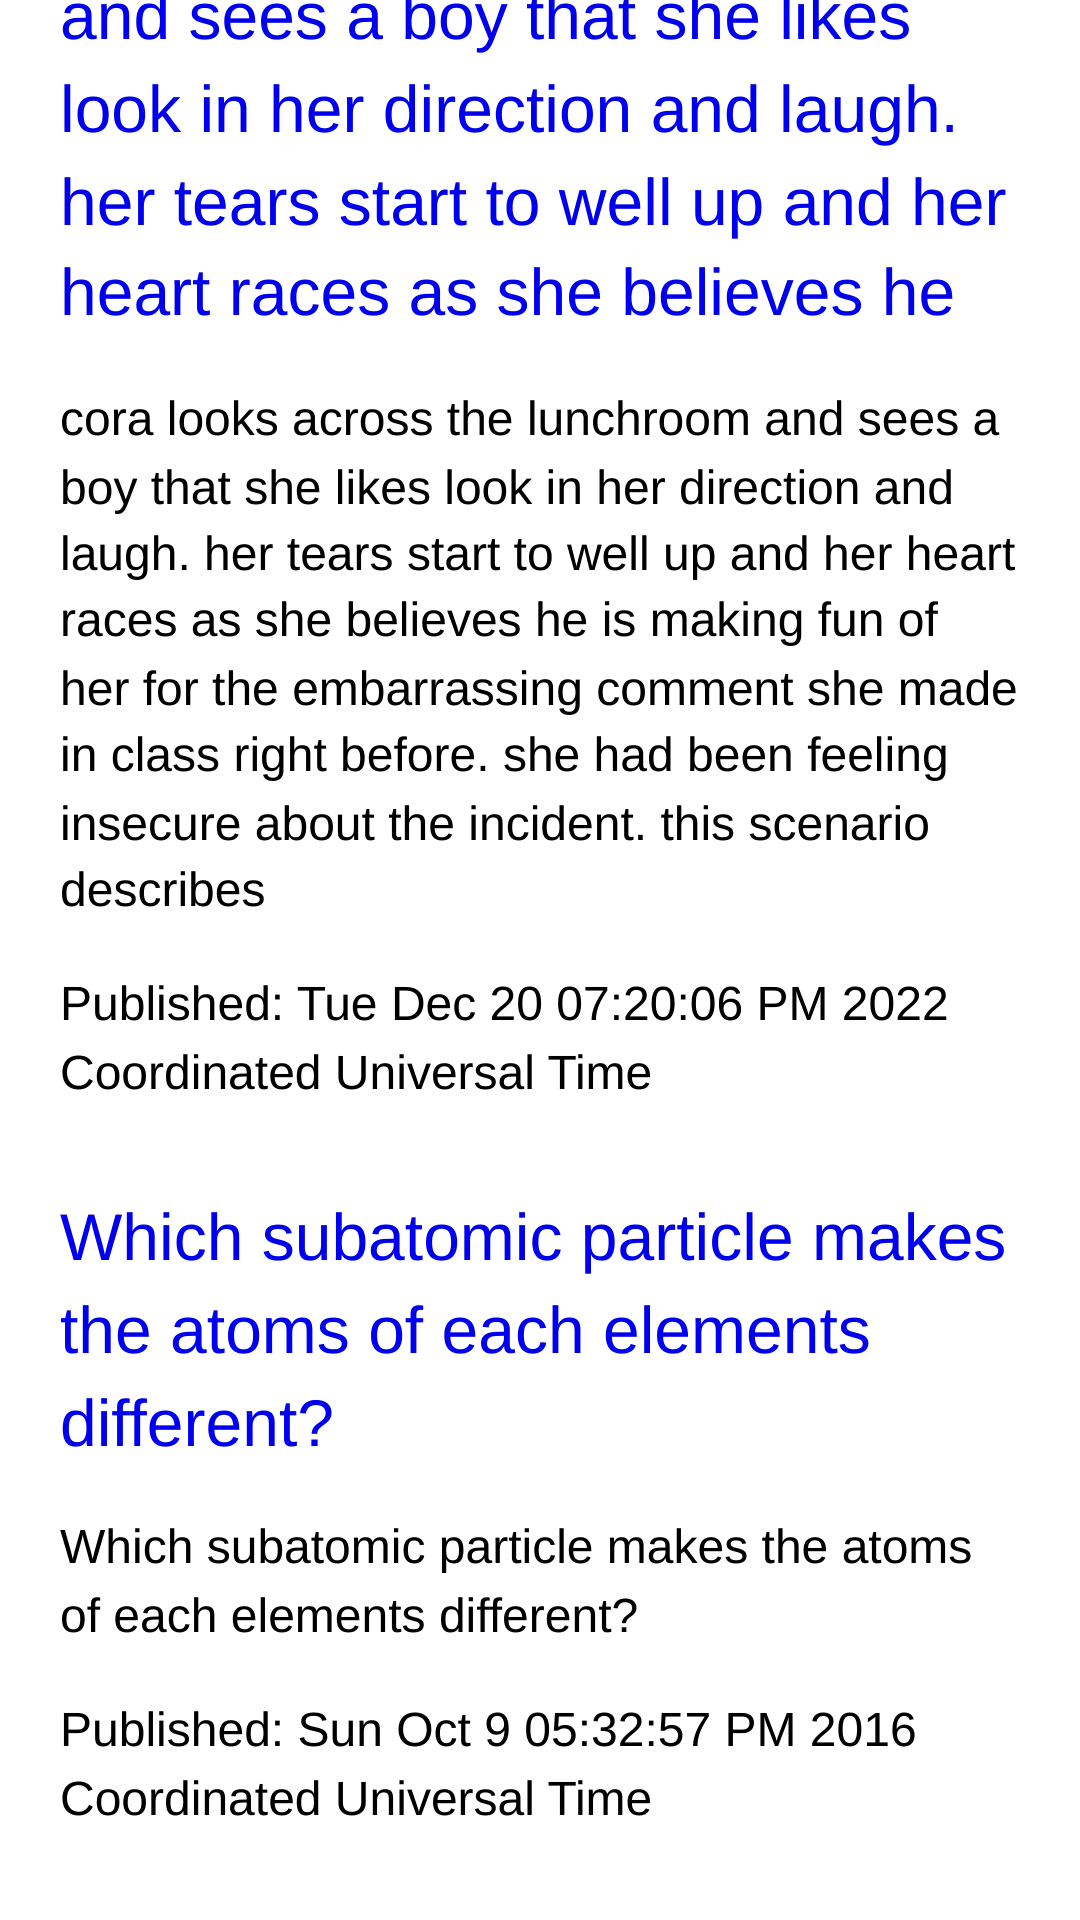 and sees a boy that she likes
look in her direction and laugh.
her tears start to well up and her
heart races as she believes he
cora looks across the lunchroom and sees a
boy that she likes look in her direction and
laugh. her tears start to well up and her heart
races as she believes he is making fun of
her for the embarrassing comment she made
in class right before. she had been feeling
insecure about the incident. this scenario
describes
Published: Tue Dec 20 07:20:06 PM 2022
Coordinated Universal Time
Which subatomic particle makes
the atoms of each elements
different?
Which subatomic particle makes the atoms
of each elements different?
Published: Sun Oct 9 05:32:57 PM 2016
Coordinated Universal Time